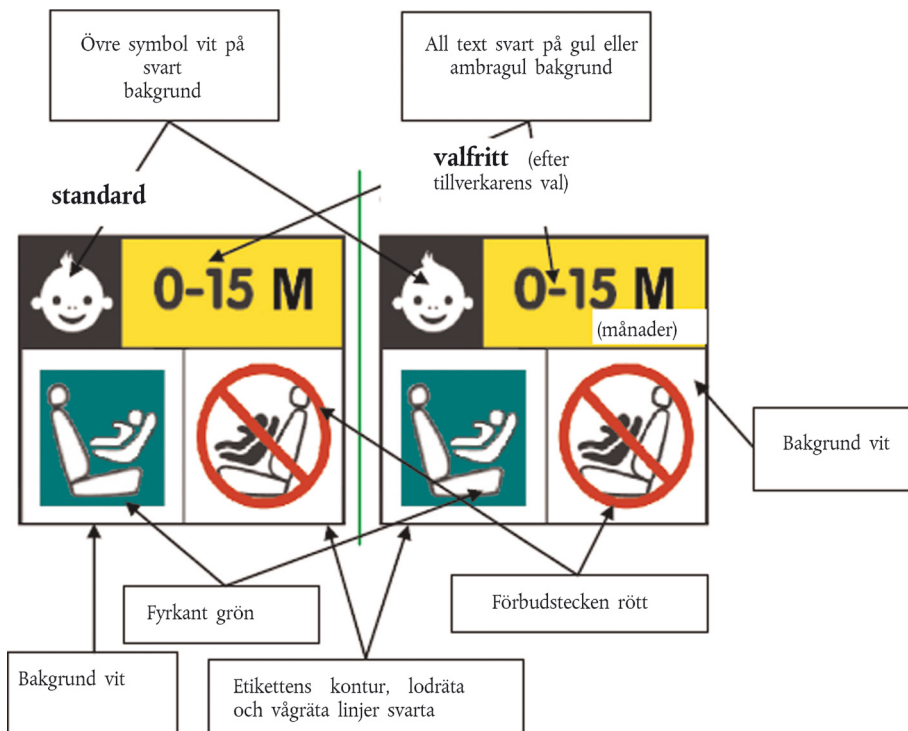 Övre symbol vit på
svart
bakgrund
All text svart på gul eller
ambragul bakgrund
standard
valfritt (efter
tillverkarens val)
0-15 M
0-15 M
(månader)
Bakgrund vit
Fyrkant grön
Förbudstecken rött
Bakgrund vit
Etikettens kontur, lodräta
och vågräta linjer svarta